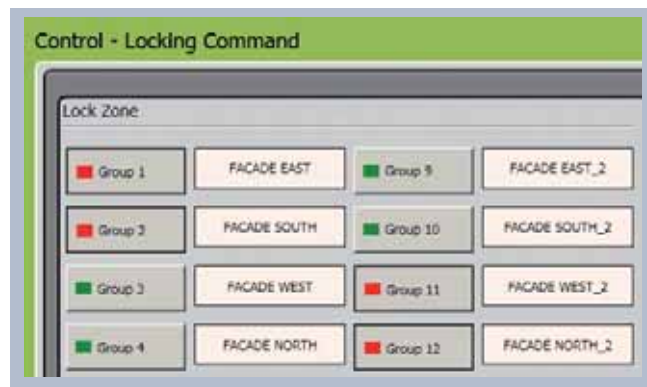 Control - Locking Command
Lock Zone
Group 1 FACADE EAST Group 9 FACADE EAST_2
Group 2 FACADE SOUTH Group 10 FACADE SOUTH_2
Group 3 FACADE WEST Group 11 FACADE WEST_2
Group 4 FACADE NORTH Group 12 FACADE NORTH_2